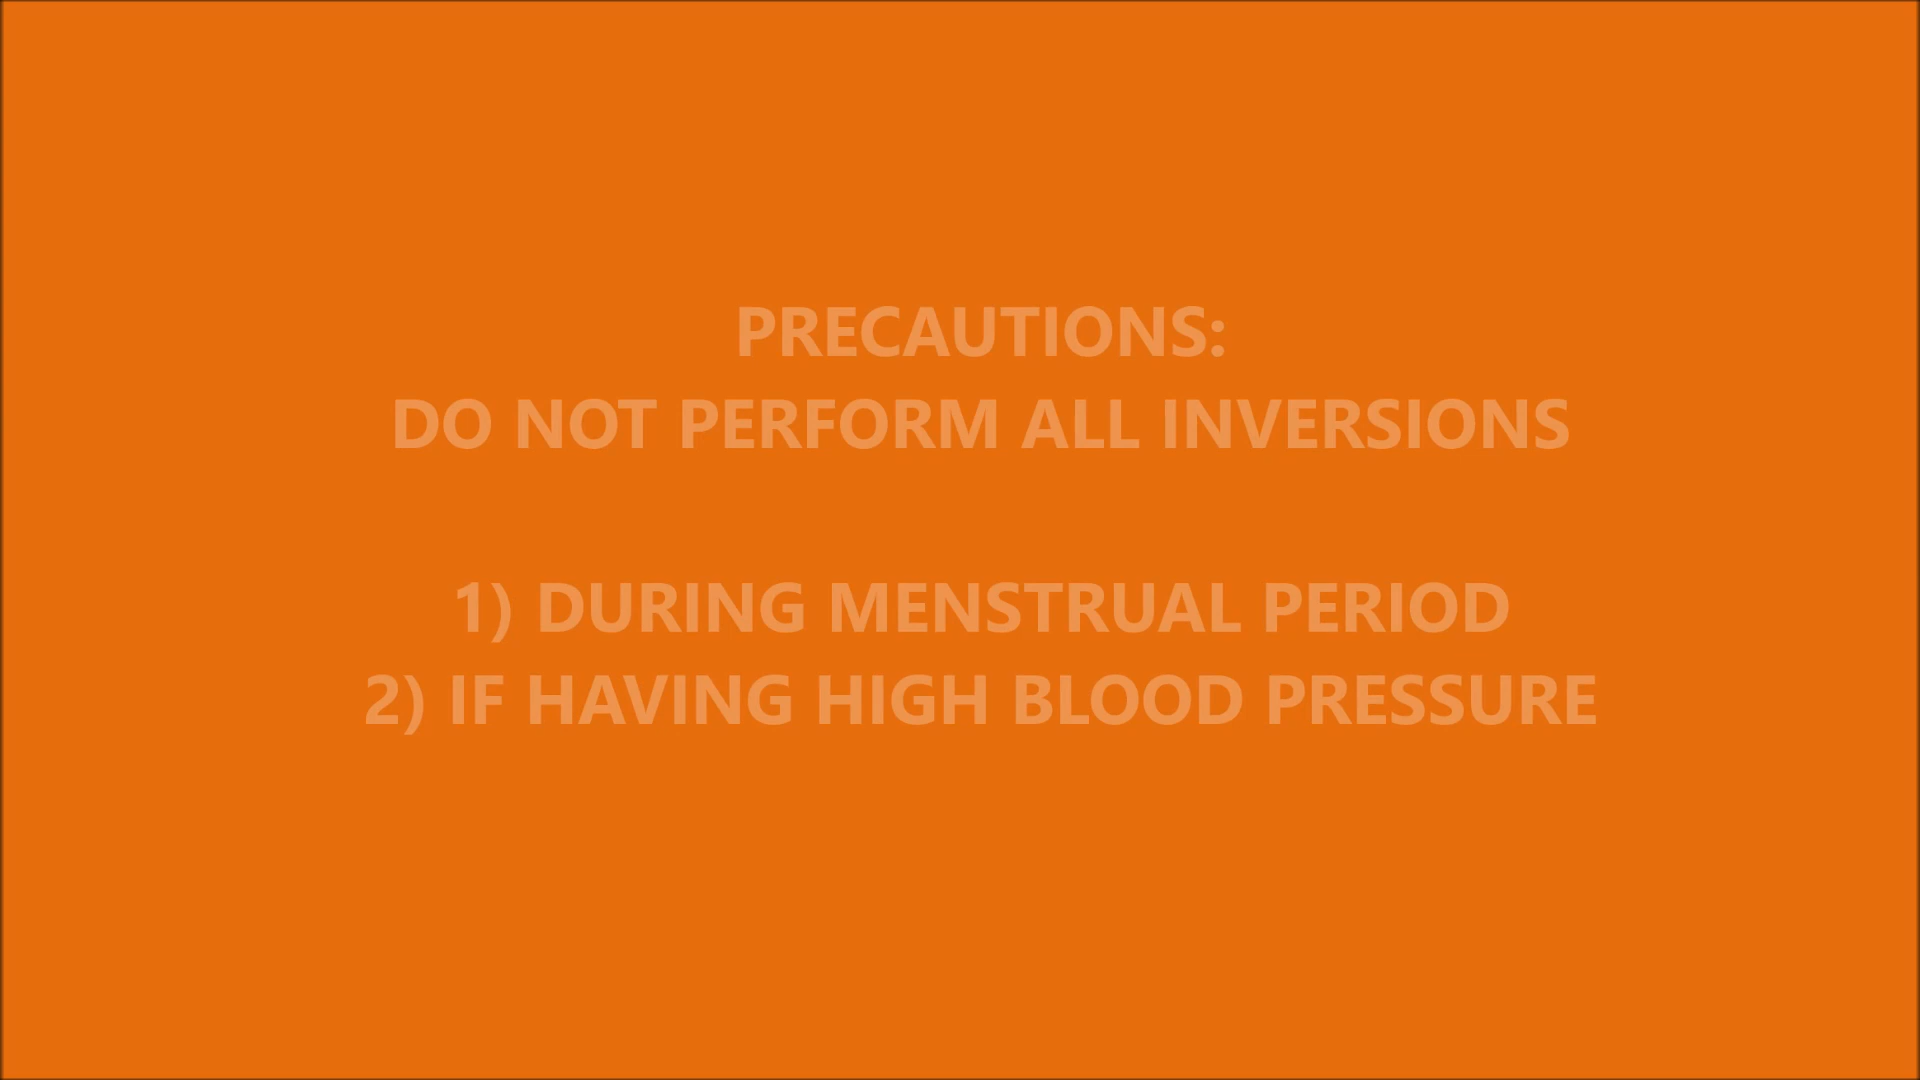 PRECAUTIONS:
DO NOT PERFORM ALL INVERSIONS
1) DURING MENSTRUAL PERIOD
2) IF HAVING HIGH BLOOD PRESSURE